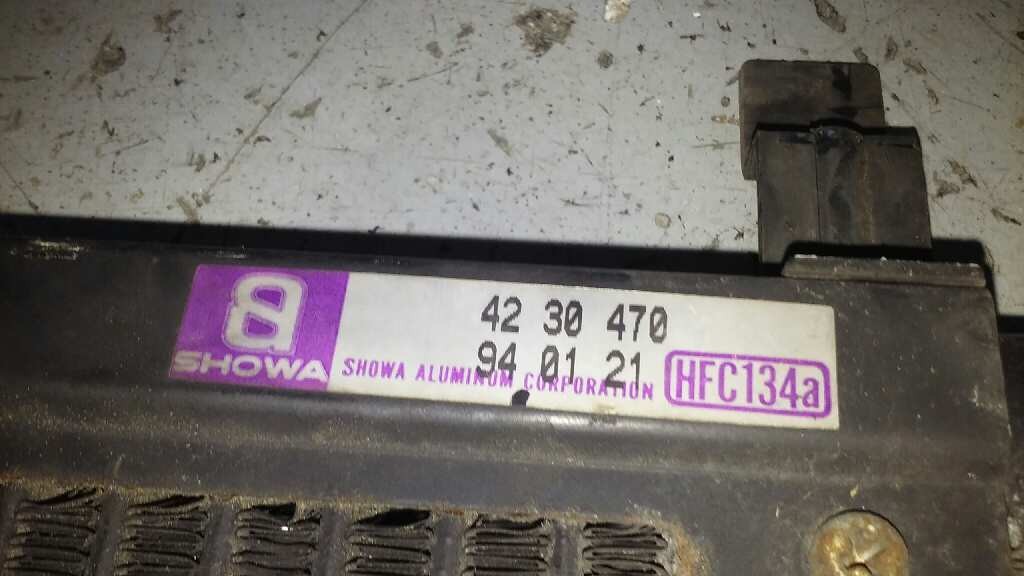 SHOWA
42 30 470
94 01 21
SHOWA ALUMINUM CORPORATION
HFC134a